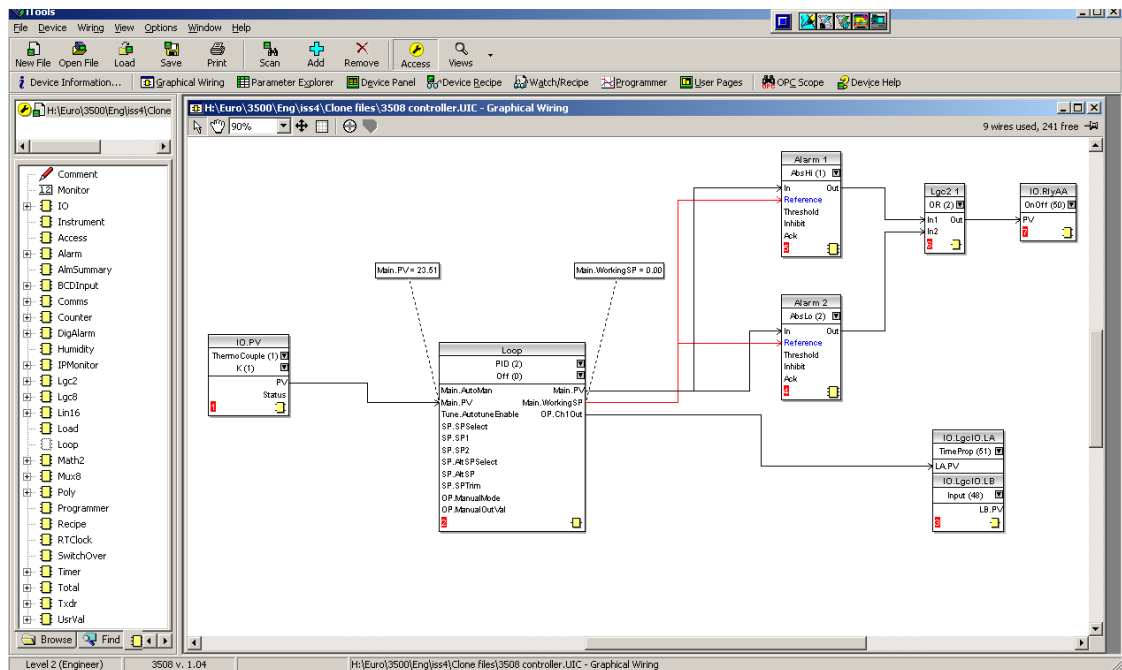 iTools
File Device Wiring View Options Window Help
New File Open File Load Save Print Scan Add Remove Access Views
Device Information... Graphical Wiring Parameter Explorer Device Panel Device Recipe Watch/Recipe Programmer User Pages OPC Scope Device Help
H:\Euro\3500\Eng\iss4\Clone
H:\Euro\3500\Eng\iss4\Clone files\3508 controller.UIC - Graphical Wiring
90%
9 wires used, 241 free
Comment
12 Monitor
IO
Instrument
Access
Alarm
AlmSummary
BCDInput
Comms
Counter
DigAlarm
Humidity
IPMonitor
Lgc2
Lgc8
Lin16
Load
Loop
Math2
Mux8
Poly
Programmer
Recipe
RTClock
SwitchOver
Timer
Total
Txdr
UsrVal
Browse Find
IO.PV
ThermoCouple (1)
K (1)
PV
Status
1
Main.PV = 23.51
Main.WorkingSP = 0.00
Loop
PID (2)
Off (0)
Main.AutoMan Main.PV
Main.PV Main.WorkingSP
Tune.AutotuneEnable OP.Ch1Out
SP.SPSelect
SP.SP1
SP.SP2
SP.AltSPSelect
SP.AltSP
SP.SPTrim
OP.ManualMode
OP.ManualOutVal
2
Alarm 1
AbsHi (1)
In Out
Reference
Threshold
Inhibit
Ack
5
Alarm 2
AbsLo (2)
In Out
Reference
Threshold
Inhibit
Ack
4
Lgc2 1
OR (2)
In1 Out
In2
IO.RlyAA
OnOff (50)
PV
7
IO.LgcIO.LA
TimeProp (51)
LA.PV
IO.LgcIO.LB
Input (48)
LB.PV
3
Level 2 (Engineer) 3508 v. 1.04 H:\Euro\3500\Eng\iss4\Clone files\3508 controller.UIC - Graphical Wiring